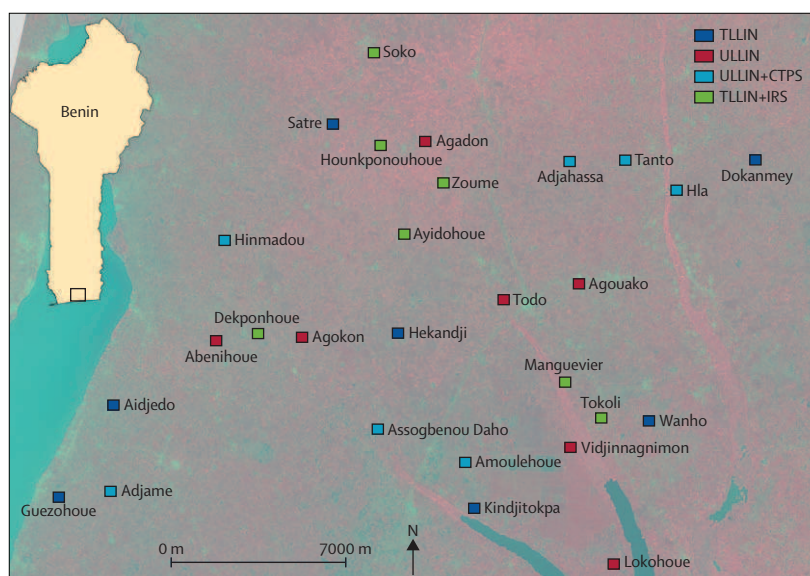 TLLIN
ULLIN
ULLIN+CTPS
TLLIN+IRS
Benin
Soko
Satre
Agadon
Hounkponouhoue
Zoume
Adjahassa
Tanto
Dokanmey
Hla
Hinmadou
Ayidohoue
Agouako
Todo
Dekponhoue
Abenihoue
Agokon
Hekandji
Manguevier
Aidjedo
Tokoli
Wanho
Assogbenou Daho
Vidjinnagnimon
Amoulehoue
Adjame
Guezohoue
Kindjitokpa
N
0 m
7000 m
Lokohoue